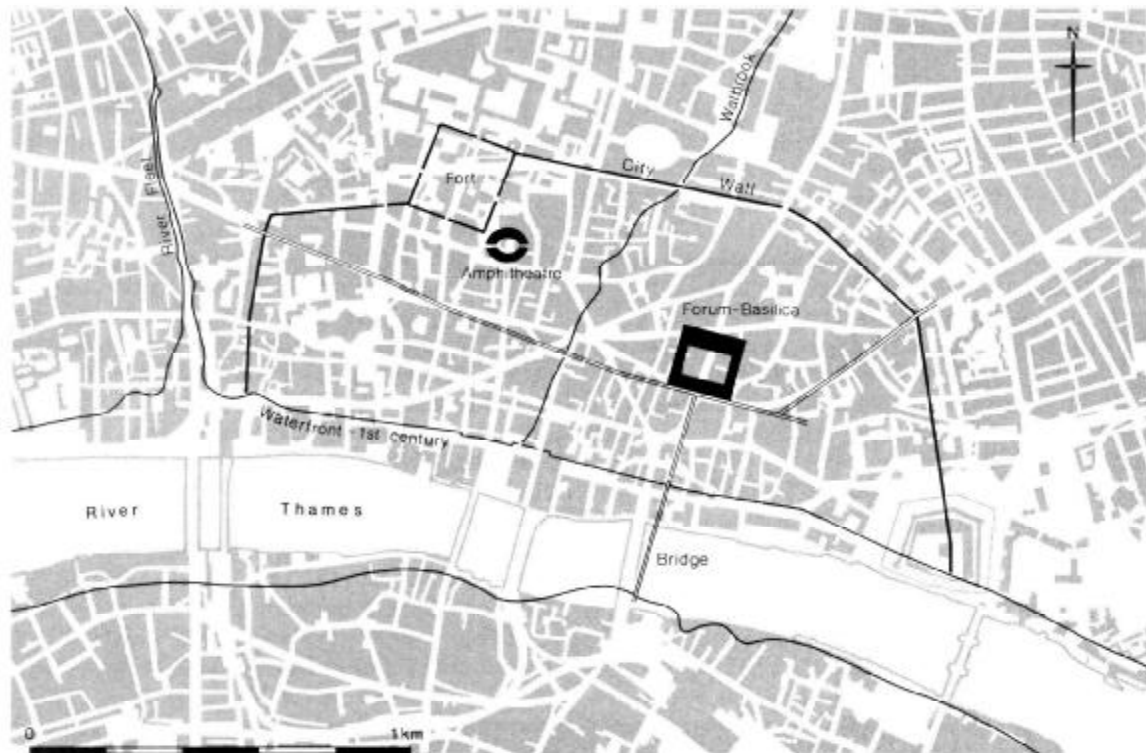 N
Walbrook
City Wall
River Fleet
Fort
Amphitheatre
Forum-Basilica
Waterfront-1st century
River Thames
Bridge
0 1km